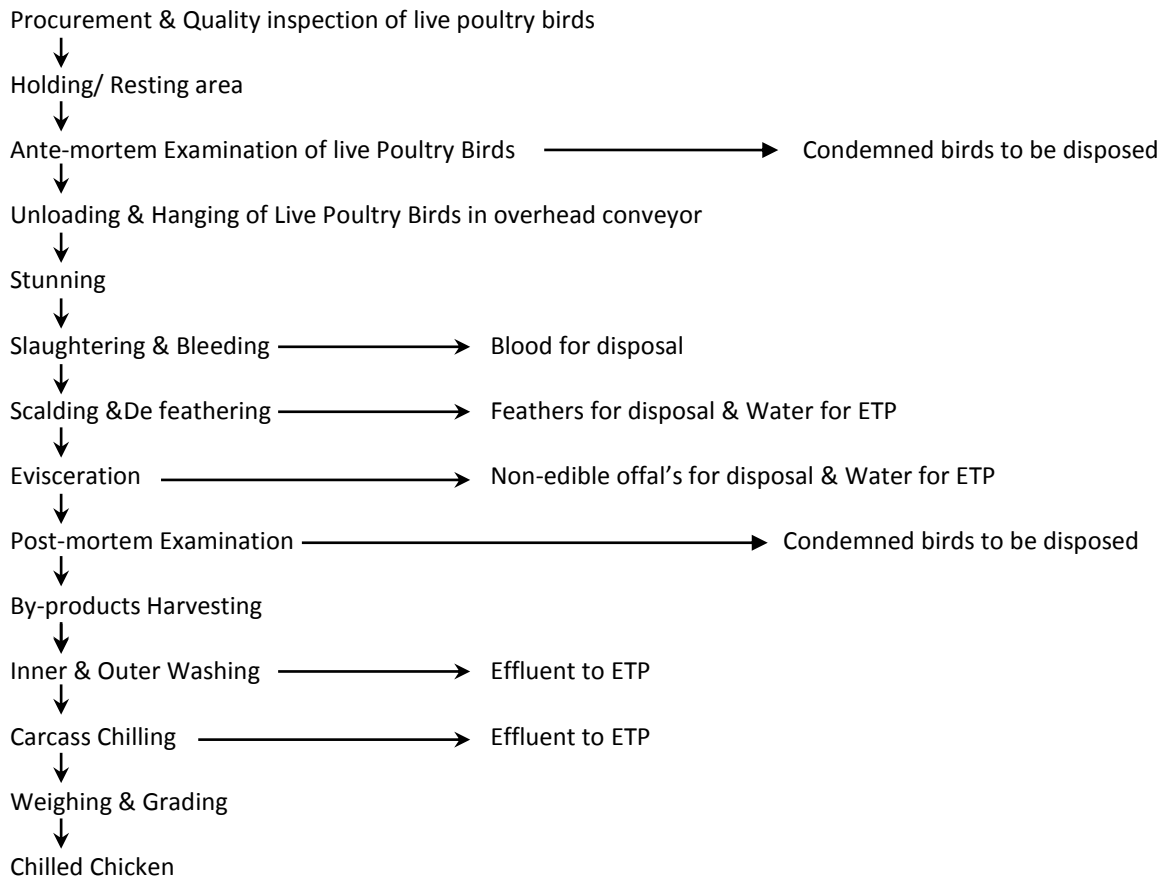 Procurement & Quality inspection of live poultry birds
Holding/ Resting area
Ante-mortem Examination of live Poultry Birds Condemned birds to be disposed
Unloading & Hanging of Live Poultry Birds in overhead conveyor
Stunning
Slaughtering & Bleeding Blood for disposal
Scalding &De feathering Feathers for disposal & Water for ETP
Evisceration Non-edible offal's for disposal & Water for ETP
Post-mortem Examination Condemned birds to be disposed
By-products Harvesting
Inner & Outer Washing Effluent to ETP
Carcass Chilling Effluent to ETP
Weighing & Grading
Chilled Chicken